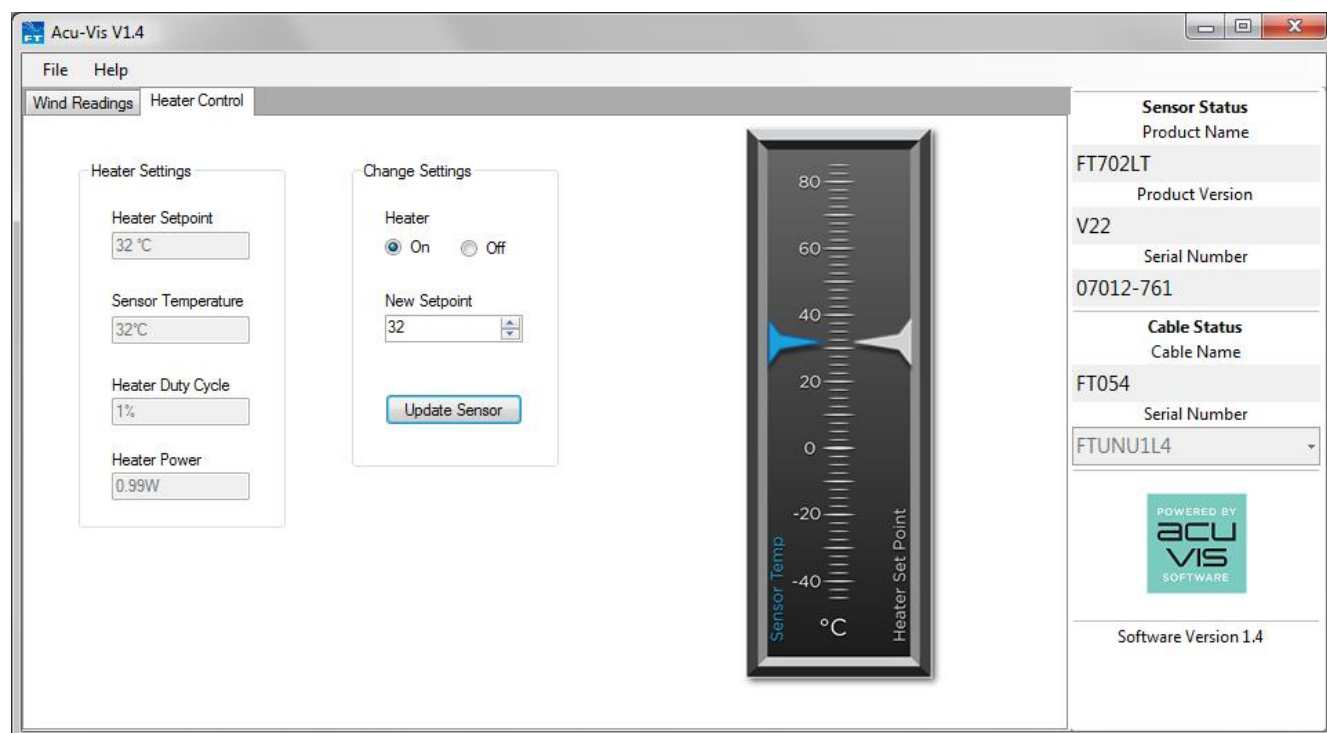 FT
Acu-Vis V1.4
File Help
Wind Readings Heater Control
Heater Settings
Heater Setpoint
32 °C
Sensor Temperature
32°C
Heater Duty Cycle
1%
Heater Power
0.99W
Change Settings
Heater
On Off
New Setpoint
32
Update Sensor
80
60
40
20
0
-20
-40
°C
Sensor Temp
Heater Set Point
Sensor Status
Product Name
FT702LT
Product Version
V22
Serial Number
07012-761
Cable Status
Cable Name
FT054
Serial Number
FTUNU1L4
POWERED BY
acu
VIS
SOFTWARE
Software Version 1.4